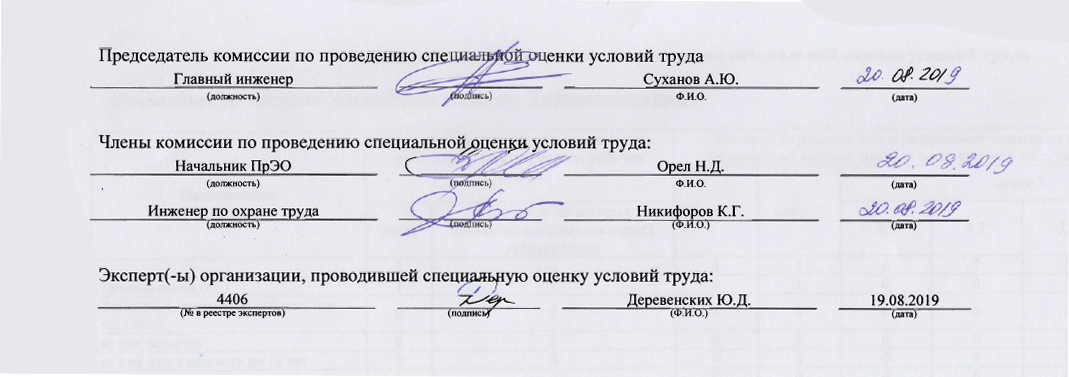 Председатель комиссии по проведению специальной оценки условий труда
Главный инженер Суханов А.Ю. 20.08.2019
(должность) (подпись) Ф.И.О. (дата)
Члены комиссии по проведению специальной оценки условий труда:
Начальник ПрЭО Орел Н.Д. 20.08.2019
(должность) (подпись) Ф.И.О. (дата)
Инженер по охране труда Никифоров К.Г. 20.08.2019
(должность) (подпись) (Ф.И.О.) (дата)
Эксперт(-ы) организации, проводившей специальную оценку условий труда:
4406 Деревенских Ю.Д. 19.08.2019
(№ в реестре экспертов) (подпись) (Ф.И.О.) (дата)